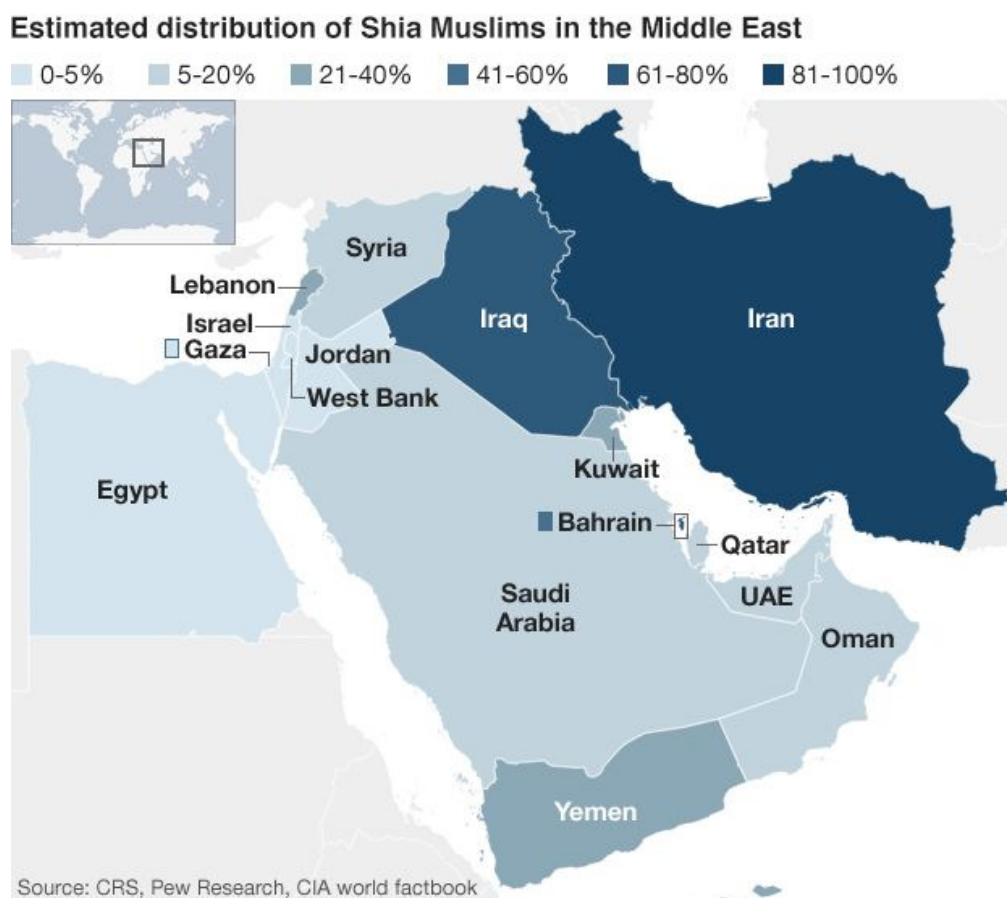 Estimated distribution of Shia Muslims in the Middle East
0-5% 5-20% 21-40% 41-60% 61-80% 81-100%
Syria
Lebanon
Iraq
Iran
Israel
Gaza
Jordan
West Bank
Kuwait
Egypt
Bahrain
Qatar
Saudi
Arabia
UAE
Oman
Yemen
Source: CRS, Pew Research, CIA world factbook